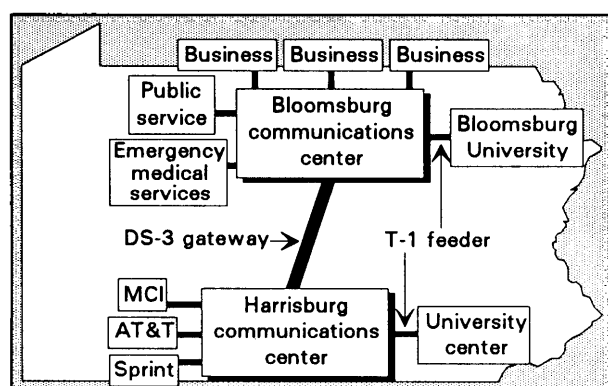 Business
Business
Business
Public
service
Bloomsburg
communications
center
Bloomsburg
University
Emergency
medical
services
DS-3 gateway
T-1 feeder
MCI
AT&T
Sprint
Harrisburg
communications
center
University
center